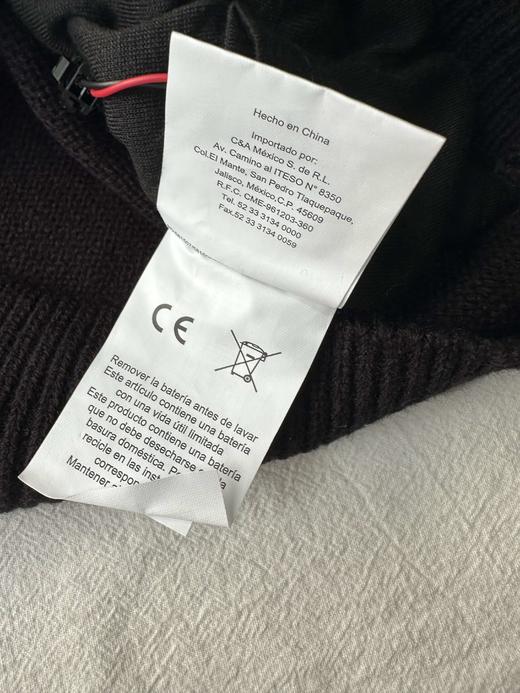 Hecho en China
Importado por:
C&A México S. de R.L.
Av. Camino al ITESO N° 8350
Col.El Mante, San Pedro Tlaquepaque,
Jalisco, México,C.P. 45609
R.F.C. CME-961203-360
Tel. 52 33 3134 0000
Fax.52 33 3134 0059
CE
Remover la batería antes de lavar
Este artículo contiene una batería
con una vida útil limitada
Este producto contiene una batería
que no debe desecharse
basura doméstica.
recicle en las
Mantener